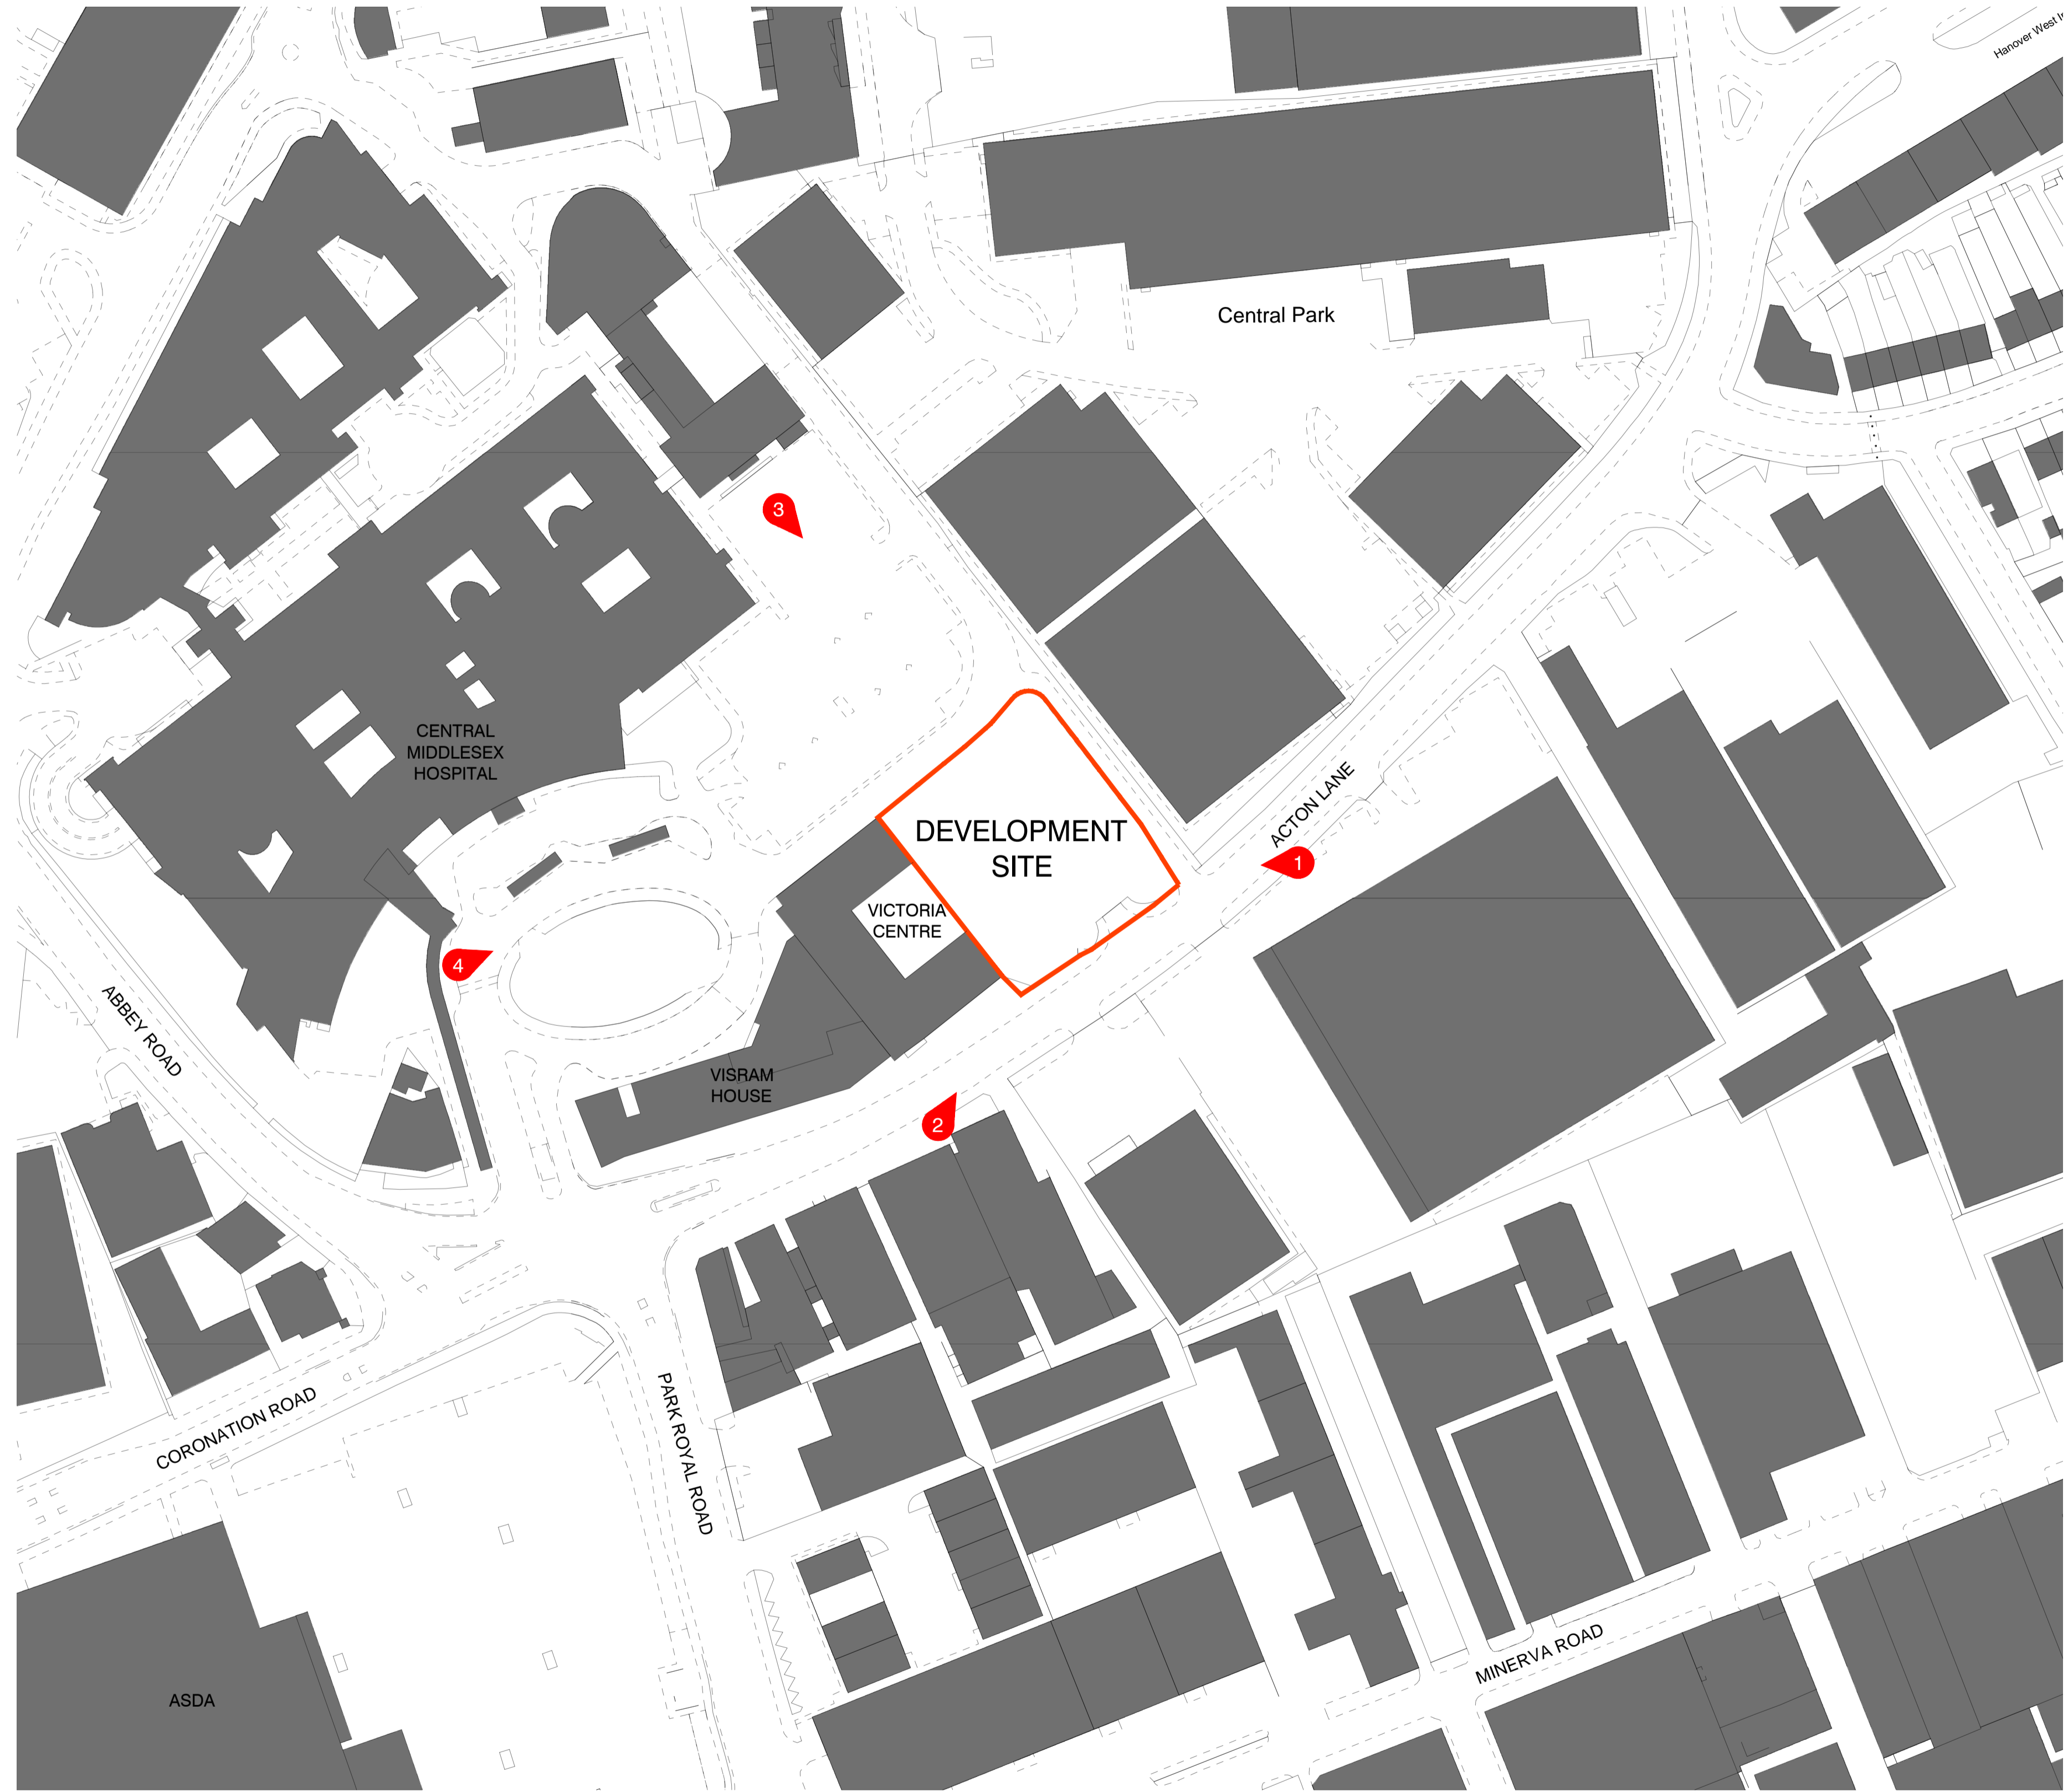 Hanover West
Central Park
3
CENTRAL
MIDDLESEX
HOSPITAL
ACTON LANE
DEVELOPMENT
SITE
1
VICTORIA
CENTRE
4
ABBEY ROAD
VISRAM
HOUSE
2
CORONATION ROAD
PARK ROYAL ROAD
MINERVA ROAD
ASDA